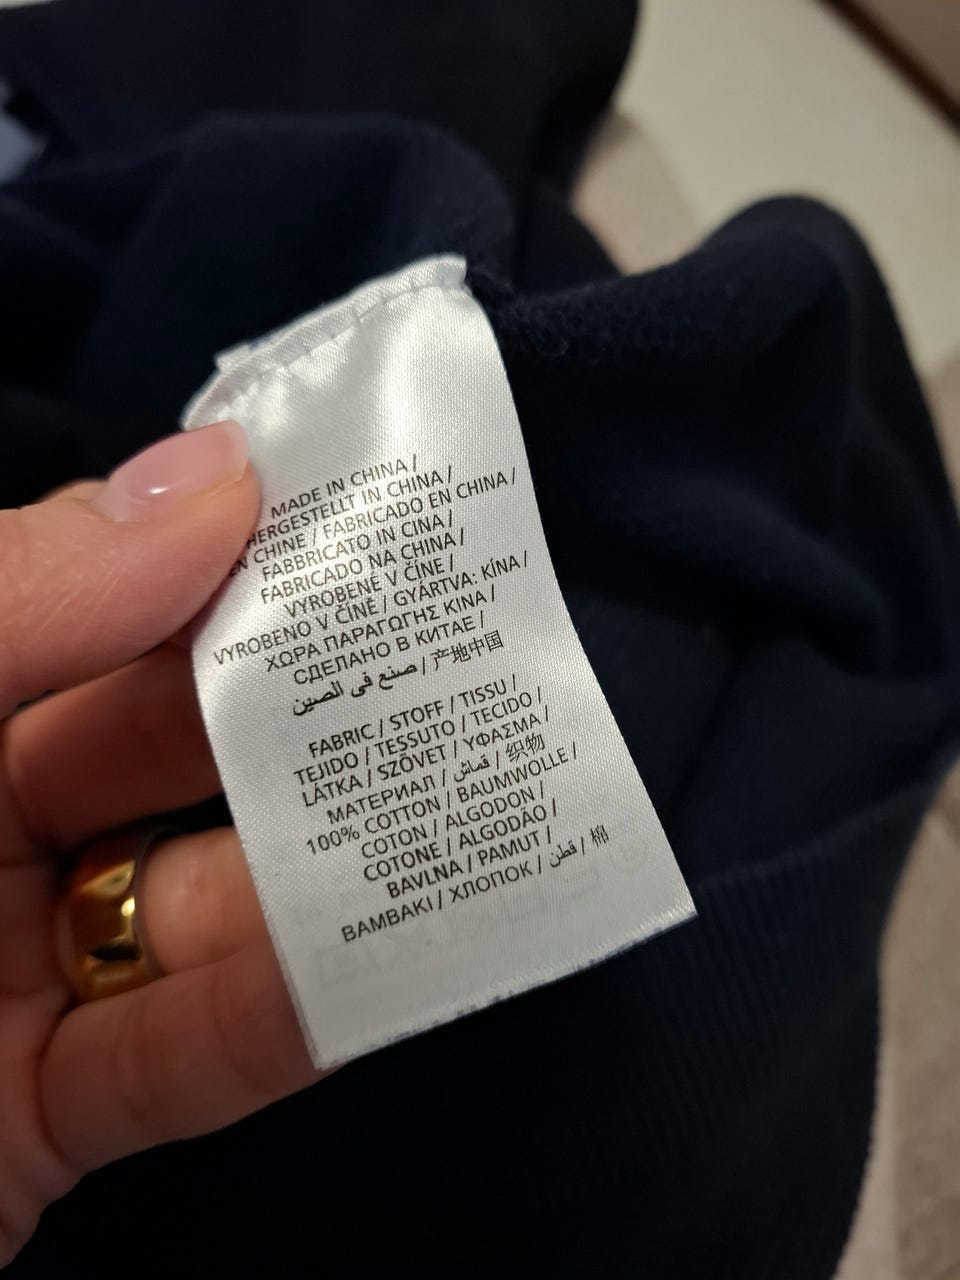 MADE IN CHINA /
HERGESTELLT IN CHINA /
EN CHINE / FABRICADO EN CHINA /
FABBRICATO IN CINA /
FABRICADO NA CHINA /
VYROBENE V ČÍNE /
VYROBENO V ČÍNĚ / GYÁRTVA: KÍNA /
ΧΩΡΑ ΠΑΡΑΓΩΓΗΣ ΚΙΝΑ /
СДЕЛАНО В КИТАЕ /
صنع في الصين / 产地中国
FABRIC / STOFF / TISSU /
TEJIDO / TESSUTO / TECIDO /
LÁTKA / SZÖVET / ΥΦΑΣΜΑ /
МАТЕРИАЛ / قماش / 织物
100% COTTON / BAUMWOLLE /
COTON / ALGODON /
COTONE / ALGODÃO /
BAVLNA / PAMUT /
ΒΑΜΒΑΚΙ / ХЛОПОК / قطن / 棉